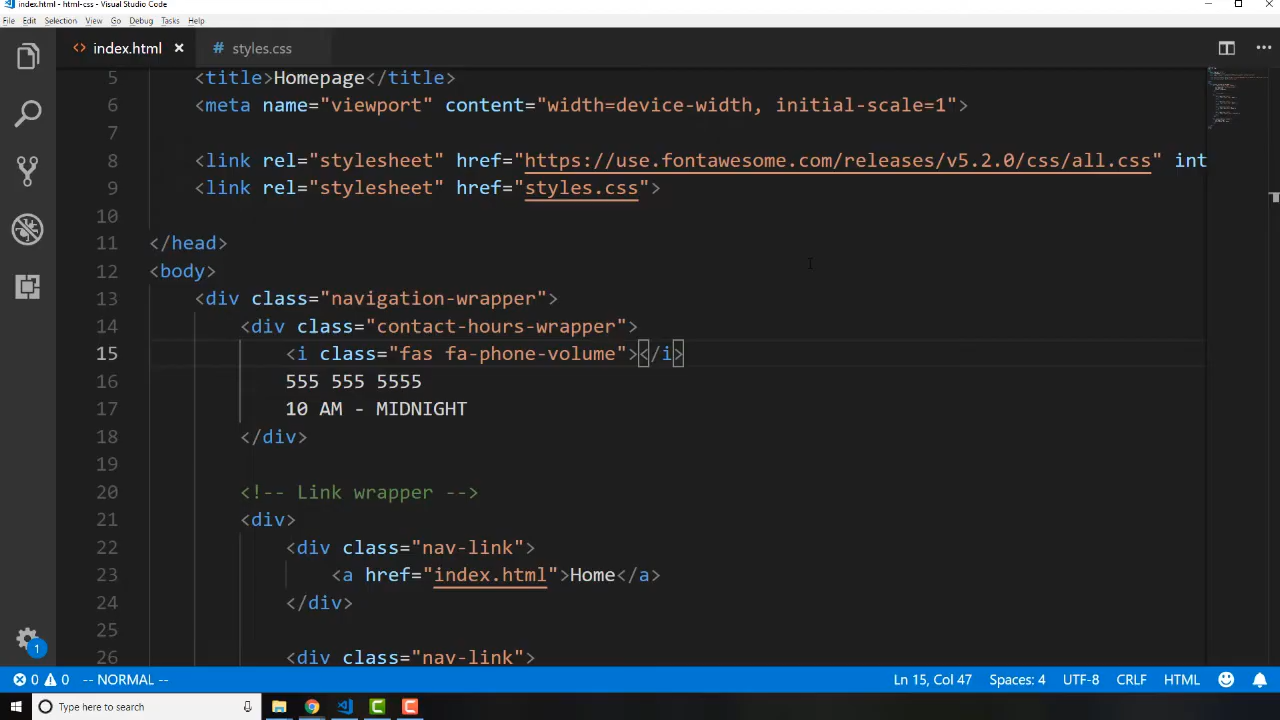 index.html - html-css - Visual Studio Code
File Edit Selection View Go Debug Tasks Help
index.html
# styles.css
5 <title>Homepage</title>
6 <meta name="viewport" content="width=device-width, initial-scale=1">
7
8 <link rel="stylesheet" href="https://use.fontawesome.com/releases/v5.2.0/css/all.css" int
9 <link rel="stylesheet" href="styles.css">
10
11 </head>
12 <body>
13 <div class="navigation-wrapper">
14 <div class="contact-hours-wrapper">
15 <i class="fas fa-phone-volume"></i>
16 555 555 5555
17 10 AM - MIDNIGHT
18 </div>
19
20 <!-- Link wrapper -->
21 <div>
22 <div class="nav-link">
23 <a href="index.html">Home</a>
24 </div>
25
26 <div class="nav-link">
1
0 0 -- NORMAL -- Ln 15, Col 47 Spaces: 4 UTF-8 CRLF HTML
Type here to search